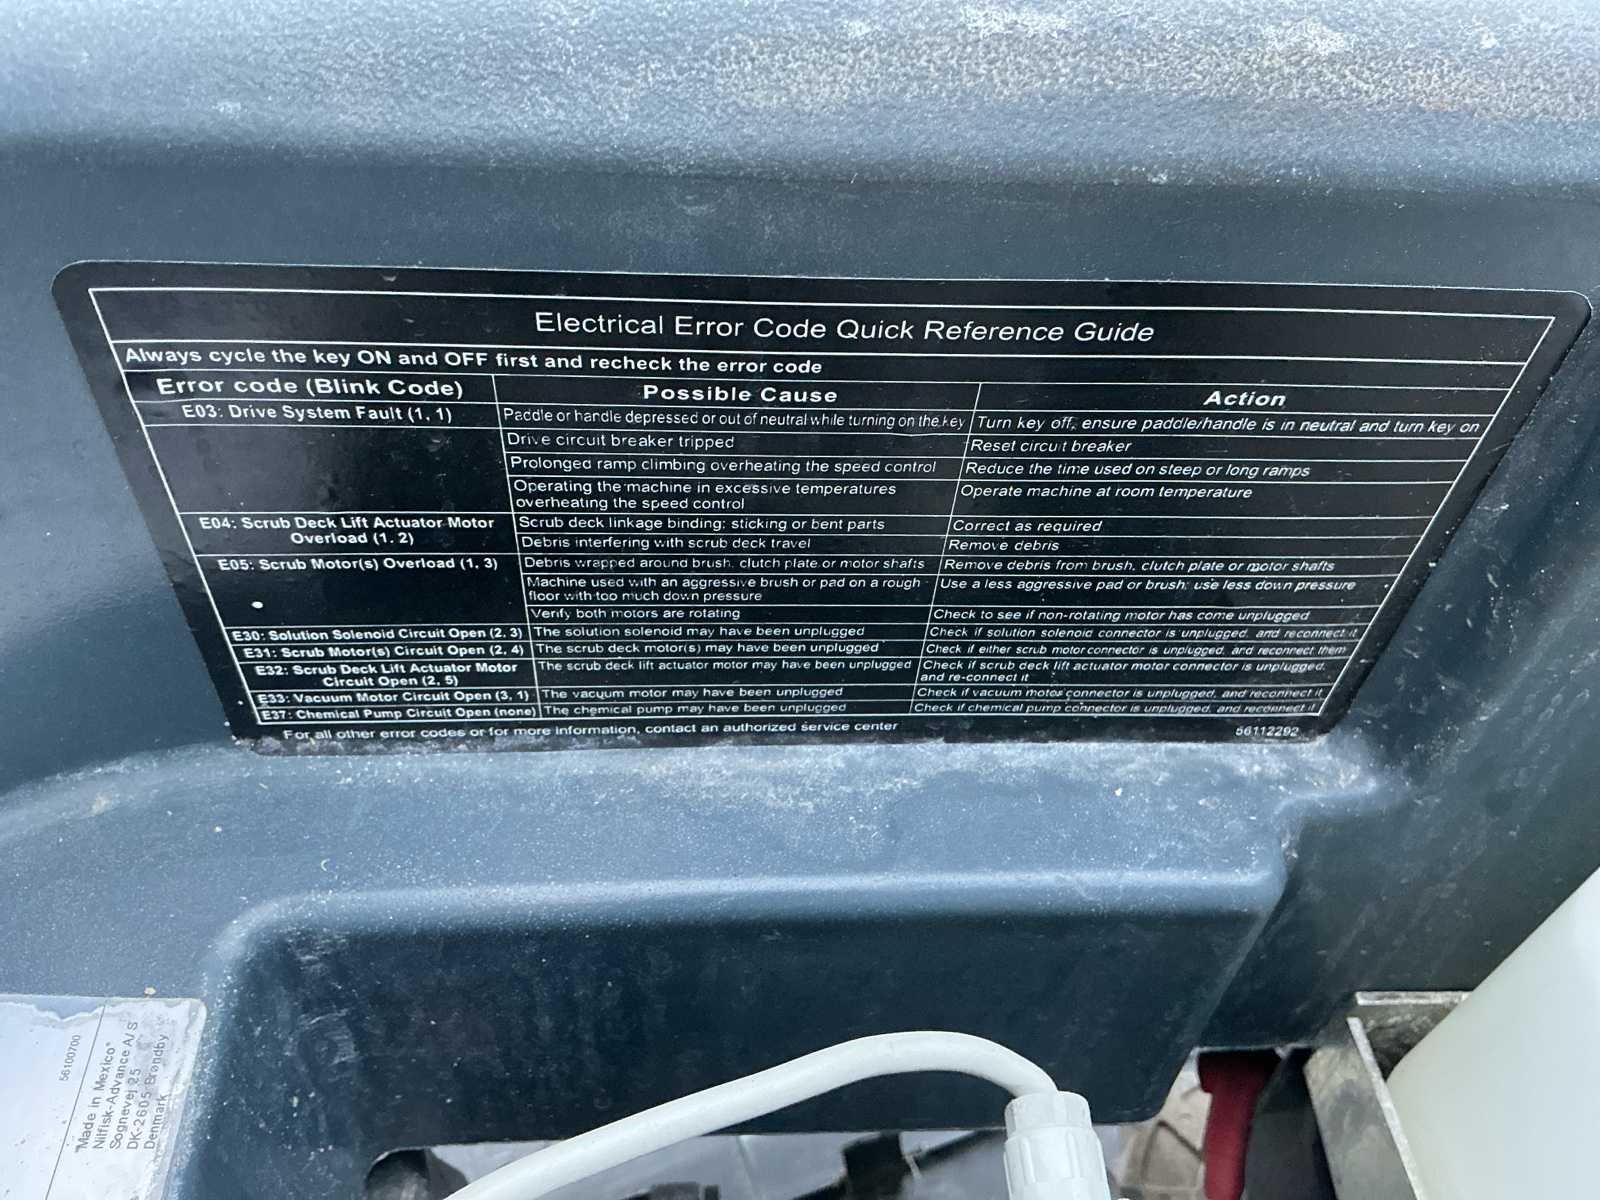 Electrical Error Code Quick Reference Guide
Always cycle the key ON and OFF first and recheck the error code
Error code (Blink Code) Possible Cause Action
E03: Drive System Fault (1, 1) Paddle or handle depressed or out of neutral while turning on the key Turn key off, ensure paddle/handle is in neutral and turn key on
Drive circuit breaker tripped Reset circuit breaker
Prolonged ramp climbing overheating the speed control Reduce the time used on steep or long ramps
Operating the machine in excessive temperatures Operate machine at room temperature
overheating the speed control
E04: Scrub Deck Lift Actuator Motor Scrub deck linkage binding; sticking or bent parts Correct as required
Overload (1, 2) Debris interfering with scrub deck travel Remove debris
E05: Scrub Motor(s) Overload (1, 3) Debris wrapped around brush, clutch plate or motor shafts Remove debris from brush, clutch plate or motor shafts
Machine used with an aggressive brush or pad on a rough Use a less aggressive pad or brush; use less down pressure
floor with too much down pressure
Verify both motors are rotating Check to see if non-rotating motor has come unplugged
E30: Solution Solenoid Circuit Open (2, 3) The solution solenoid may have been unplugged Check if solution solenoid connector is unplugged, and reconnect it
E31: Scrub Motor(s) Circuit Open (2, 4) The scrub deck motor(s) may have been unplugged Check if either scrub motor connector is unplugged, and reconnect them
E32: Scrub Deck Lift Actuator Motor The scrub deck lift actuator motor may have been unplugged Check if scrub deck lift actuator motor connector is unplugged,
Circuit Open (2, 5) and re-connect it
E33: Vacuum Motor Circuit Open (3, 1) The vacuum motor may have been unplugged Check if vacuum motor connector is unplugged, and reconnect it
E37: Chemical Pump Circuit Open (none) The chemical pump may have been unplugged Check if chemical pump connector is unplugged, and reconnect it
For all other error codes or for more information, contact an authorized service center 56112292
56100700
Made in Mexico
Nilfisk-Advance A/S
Sognevej 25
DK-2605 Brøndby
Denmark